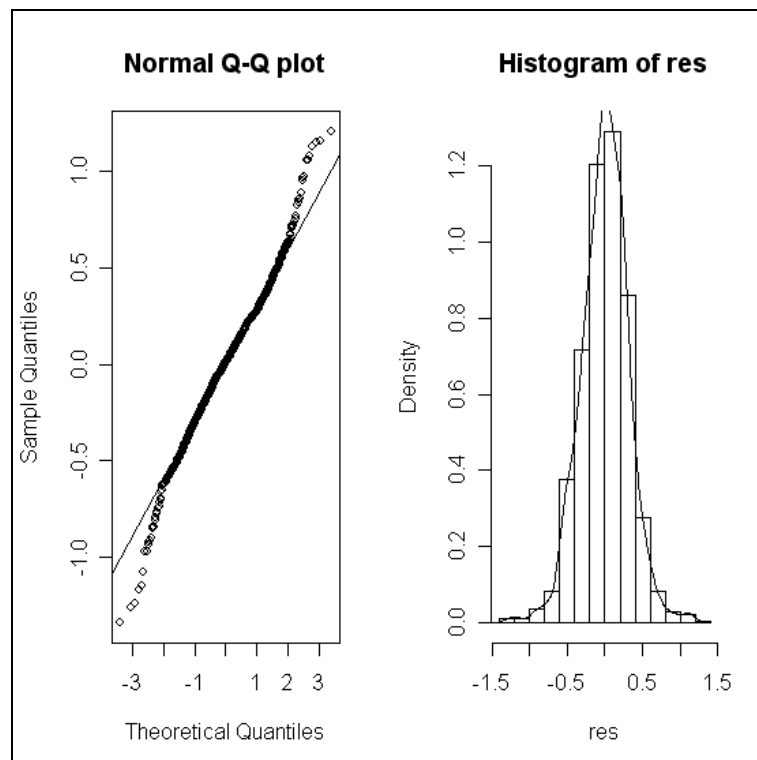 Normal Q-Q plot
Sample Quantiles
-1.0 -0.5 0.0 0.5 1.0
-3 -1 1 2 3
Theoretical Quantiles
Histogram of res
Density
0.0 0.2 0.4 0.6 0.8 1.0 1.2
-1.5 -0.5 0.5 1.5
res